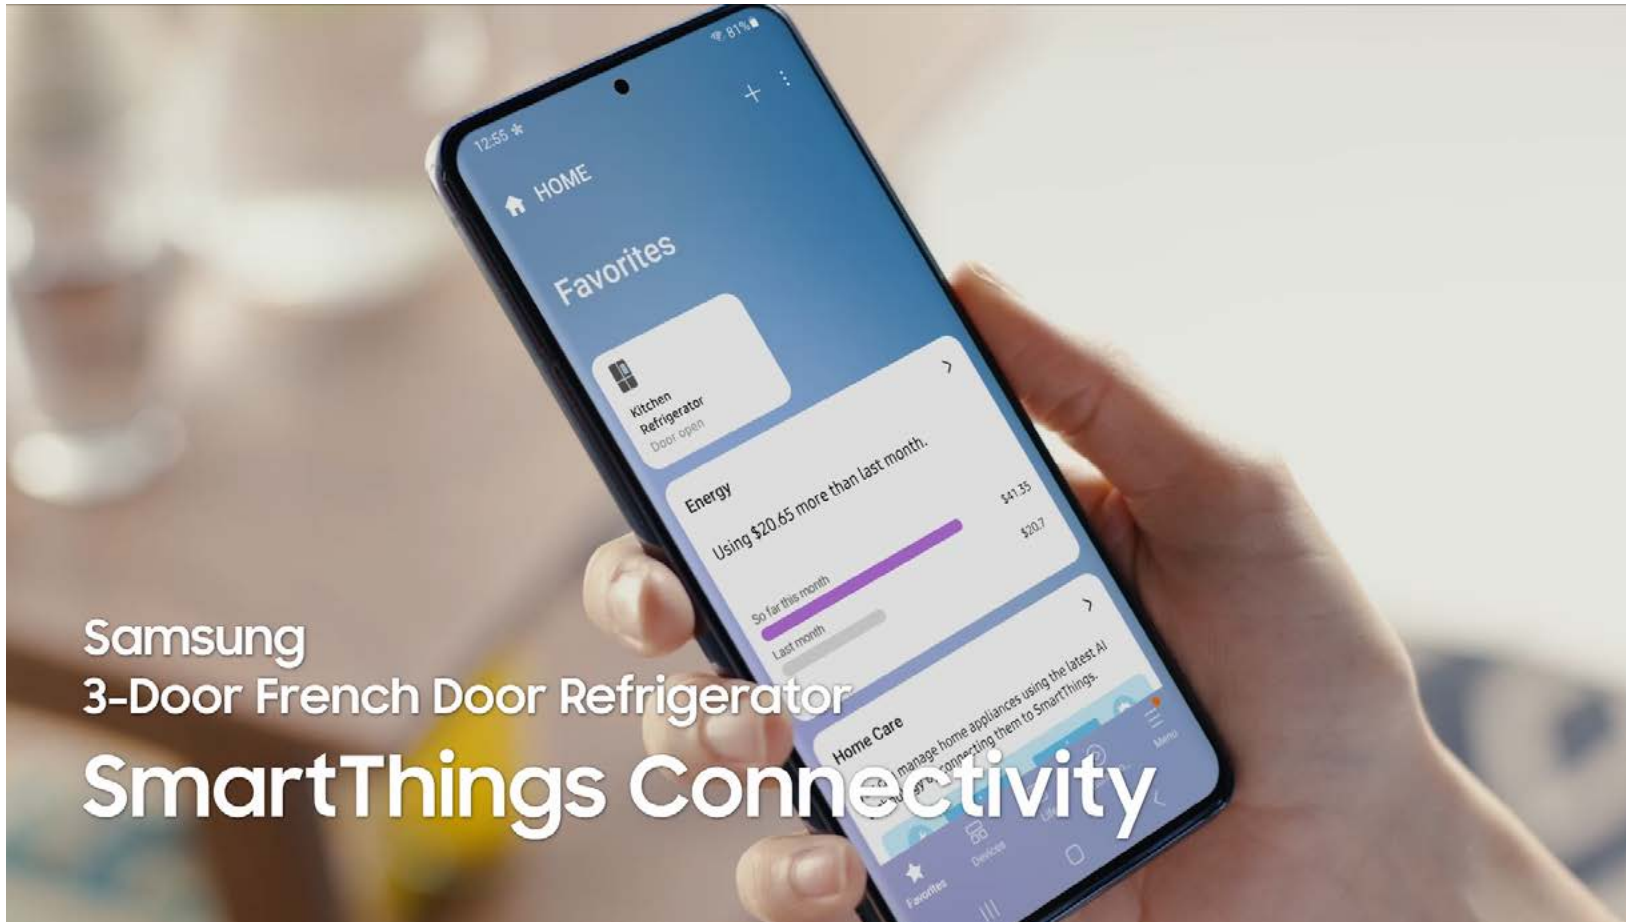 12:55
81%
HOME
Favorites
Kitchen
Refrigerator
Door open
Energy
Using $20.65 more than last month.
So far this month
$41.35
Last month
$20.7
Home Care
manage home appliances using the latest AI
connecting them to SmartThings.
Favorites
Devices
Menu
Samsung
3-Door French Door Refrigerator
SmartThings Connectivity